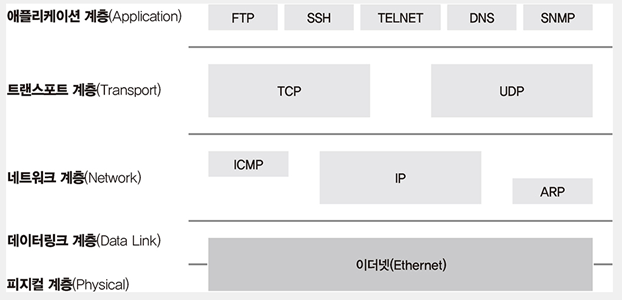 애플리케이션 계층(Application)
FTP SSH TELNET DNS SNMP
트랜스포트 계층(Transport)
TCP UDP
네트워크 계층(Network)
ICMP IP ARP
데이터링크 계층(Data Link)
이더넷(Ethernet)
피지컬 계층(Physical)